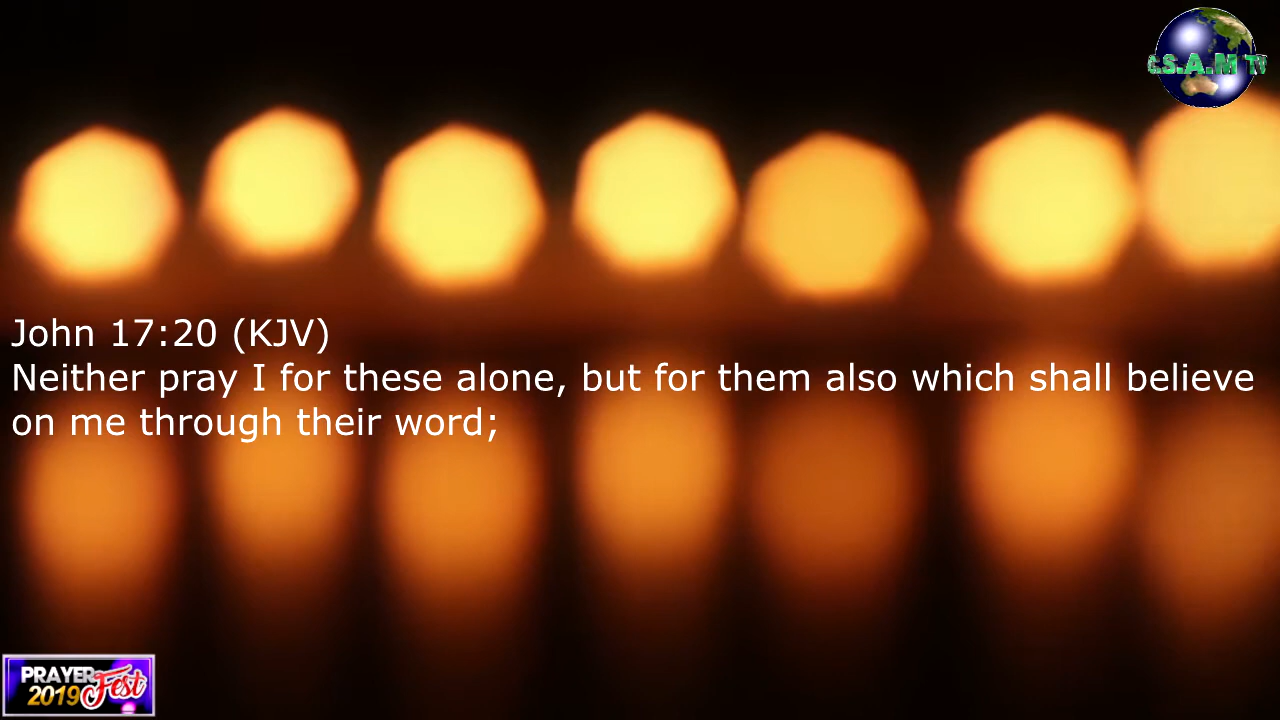 C.S.A.M TV
John 17:20 (KJV)
Neither pray I for these alone, but for them also which shall believe
on me through their word;
PRAYER
2019 Fest